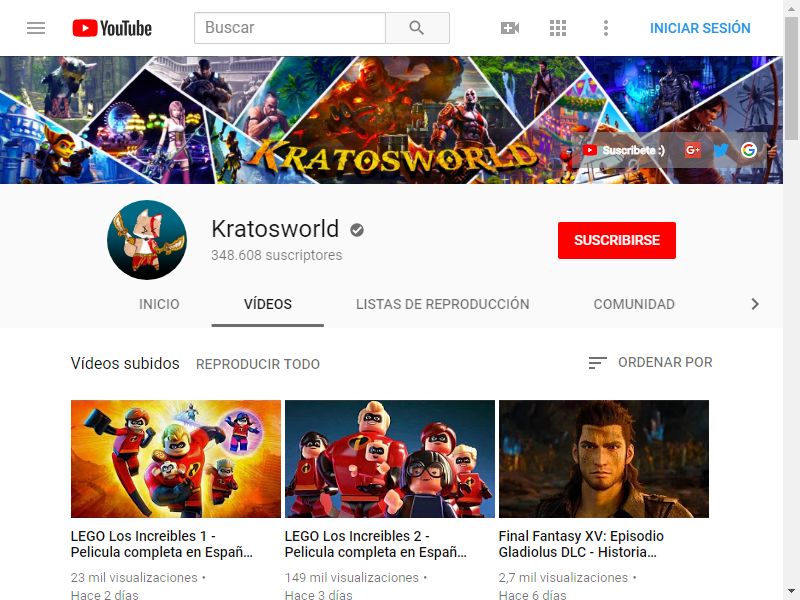 YouTube
Buscar
INICIAR SESIÓN
KRATOSWORLD
Suscribete :)
G+
G
Kratosworld
348.608 suscriptores
SUSCRIBIRSE
INICIO VÍDEOS LISTAS DE REPRODUCCIÓN COMUNIDAD
Vídeos subidos REPRODUCIR TODO ORDENAR POR
LEGO Los Increibles 1 -
Pelicula completa en Españ...
23 mil visualizaciones •
Hace 2 días
LEGO Los Increibles 2 -
Pelicula completa en Españ...
149 mil visualizaciones •
Hace 3 días
Final Fantasy XV: Episodio
Gladiolus DLC - Historia...
2,7 mil visualizaciones •
Hace 6 días